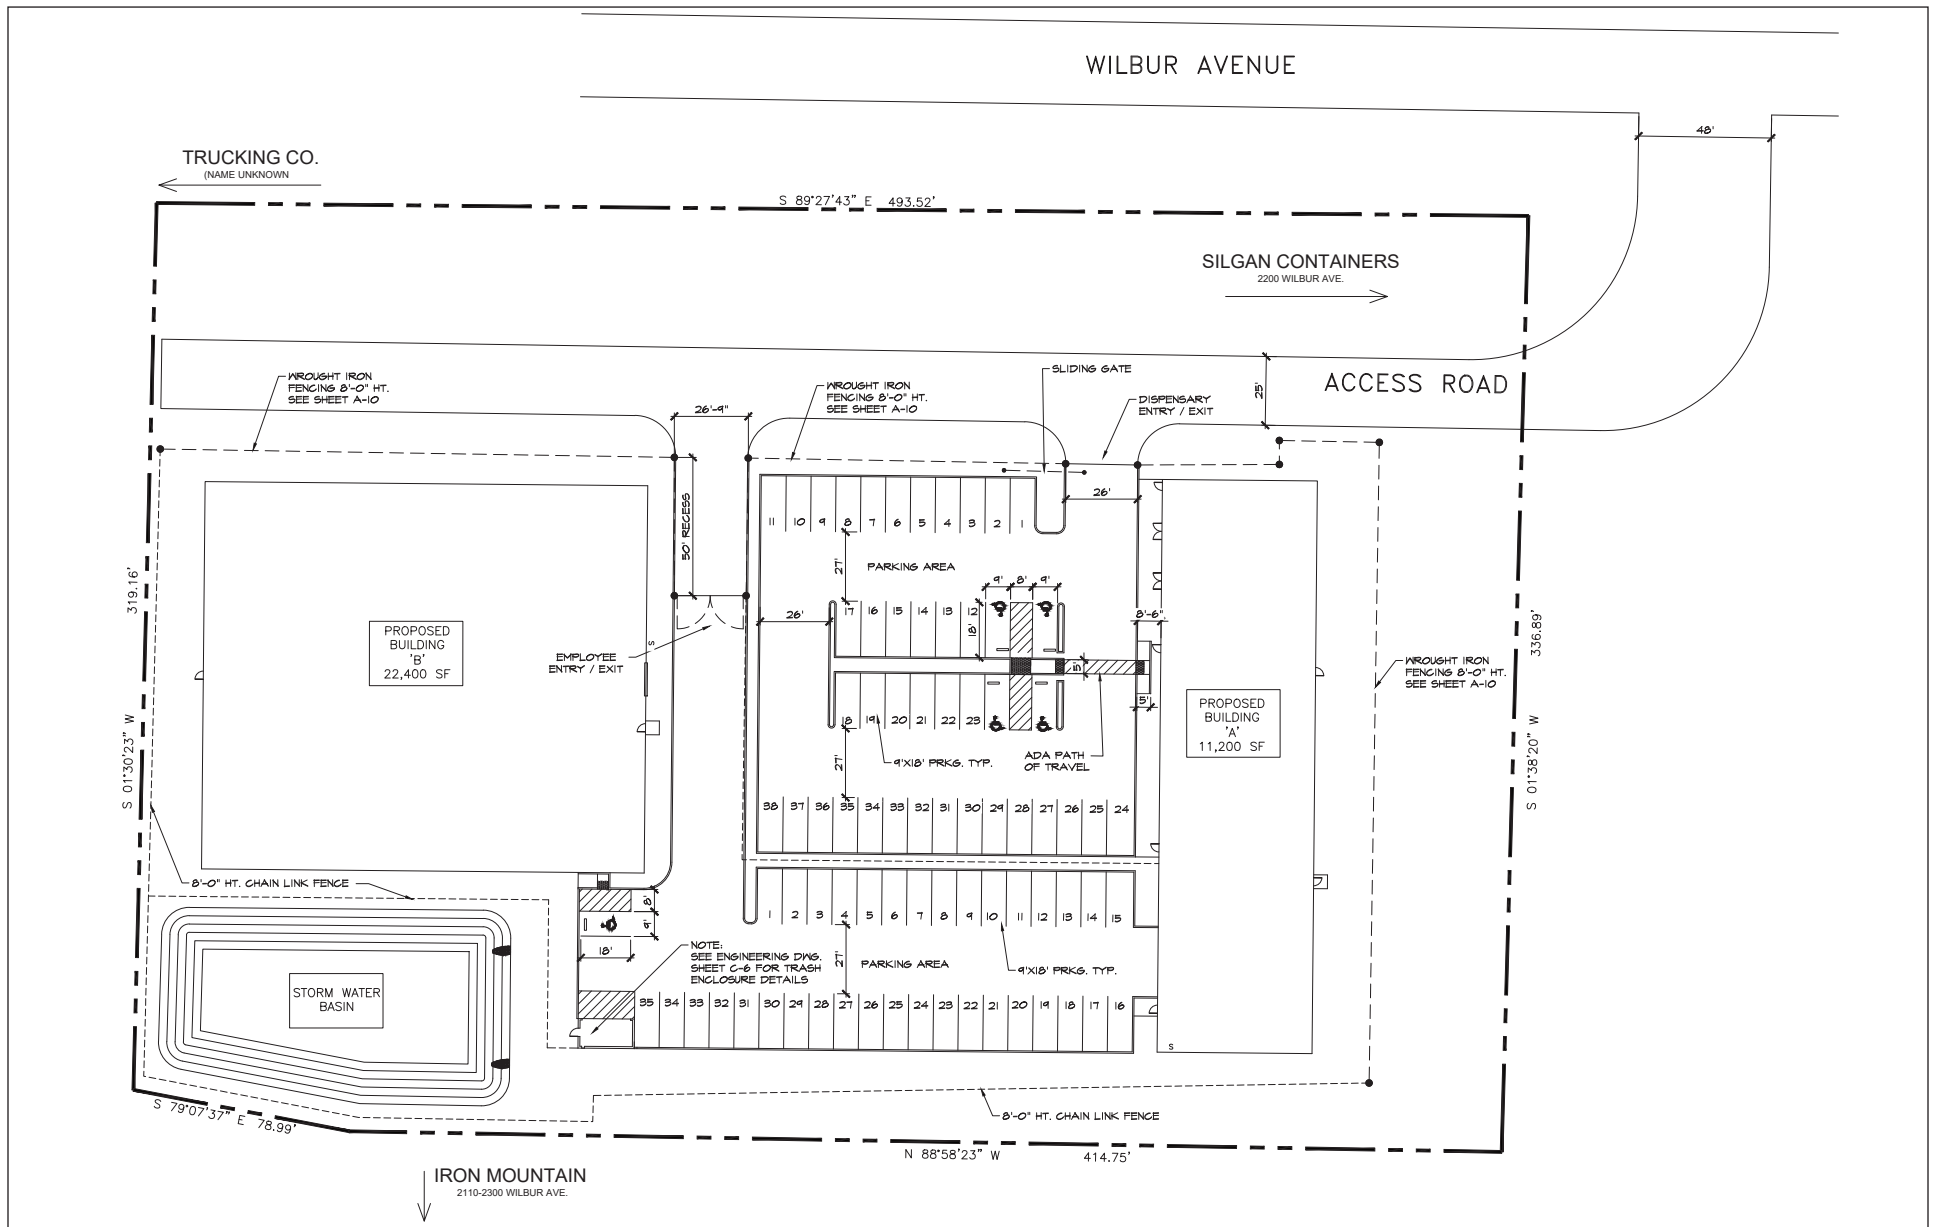 WILBUR AVENUE
48'
TRUCKING CO.
(NAME UNKNOWN
S 89°27'43" E 493.52'
SILGAN CONTAINERS
2200 WILBUR AVE.
WROUGHT IRON
FENCING 8'-0" HT.
SEE SHEET A-10
26'-9"
WROUGHT IRON
FENCING 8'-0" HT.
SEE SHEET A-10
SLIDING GATE
DISPENSARY
ENTRY / EXIT
25'
ACCESS ROAD
50' RECESS
26'
11 10 9 8 7 6 5 4 3 2 1
27'
PARKING AREA
9' 8' 9'
319.16'
PROPOSED
BUILDING
'B'
22,400 SF
S
EMPLOYEE
ENTRY / EXIT
26'
17 16 15 14 13 12
18'
8'-6"
336.89'
5'
WROUGHT IRON
FENCING 8'-0" HT.
SEE SHEET A-10
5'
PROPOSED
BUILDING
'A'
11,200 SF
18 19 20 21 22 23
S 01°30'23" W
S 01°38'20" W
27'
9'X18' PRKG. TYP.
ADA PATH
OF TRAVEL
38 37 36 35 34 33 32 31 30 29 28 27 26 25 24
8'-0" HT. CHAIN LINK FENCE
8'
9'
18'
1 2 3 4 5 6 7 8 9 10 11 12 13 14 15
NOTE:
SEE ENGINEERING DWG.
SHEET C-6 FOR TRASH
ENCLOSURE DETAILS
27'
PARKING AREA
9'X18' PRKG. TYP.
STORM WATER
BASIN
35 34 33 32 31 30 29 28 27 26 25 24 23 22 21 20 19 18 17 16
S
8'-0" HT. CHAIN LINK FENCE
S 79°07'37" E 78.99'
N 88°58'23" W 414.75'
IRON MOUNTAIN
2110-2300 WILBUR AVE.